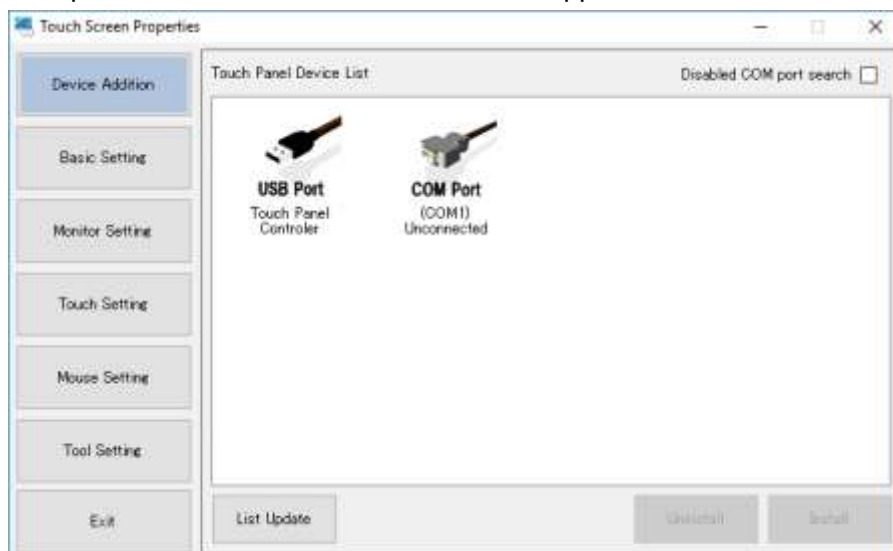 Touch Screen Properties
Device Addition
Touch Panel Device List
Disabled COM port search
Basic Setting
USB Port
Touch Panel
Controler
COM Port
(COM1)
Unconnected
Monitor Setting
Touch Setting
Mouse Setting
Tool Setting
Exit
List Update
Uninstall
Install